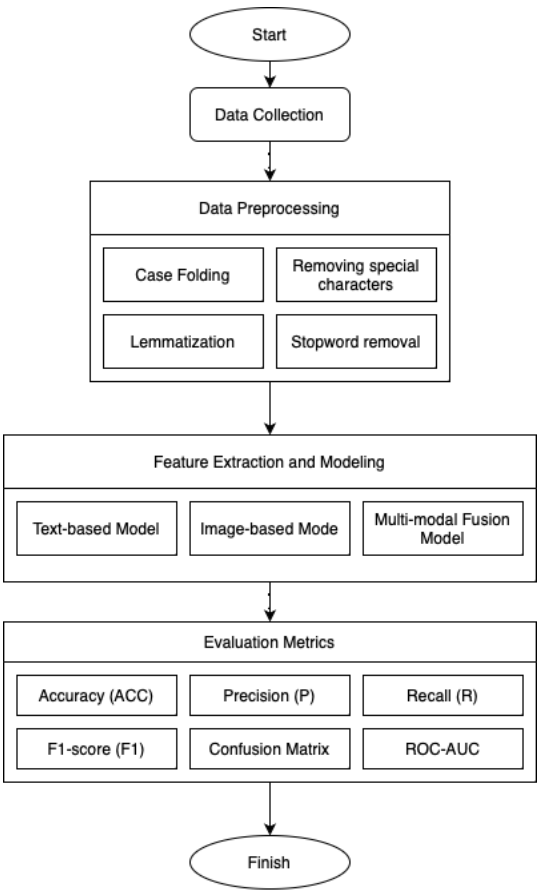 Start
Data Collection
Data Preprocessing
Case Folding
Removing special
characters
Lemmatization
Stopword removal
Feature Extraction and Modeling
Text-based Model
Image-based Mode
Multi-modal Fusion
Model
Evaluation Metrics
Accuracy (ACC)
Precision (P)
Recall (R)
F1-score (F1)
Confusion Matrix
ROC-AUC
Finish